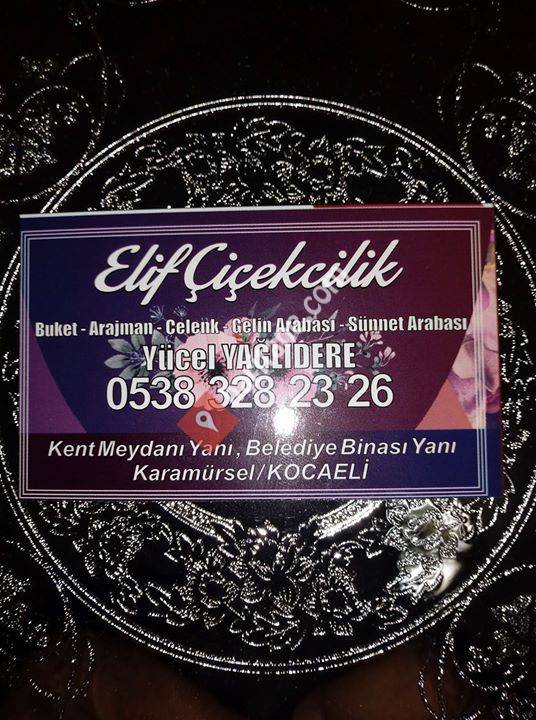 Elif Çiçekcilik
Buket - Arajman - Celenk - Gelin Arabası - Sünnet Arabası
Yücel YAĞLIDERE
0538 328 23 26
Kent Meydanı Yanı , Belediye Binası Yanı
Karamürsel / KOCAELİ